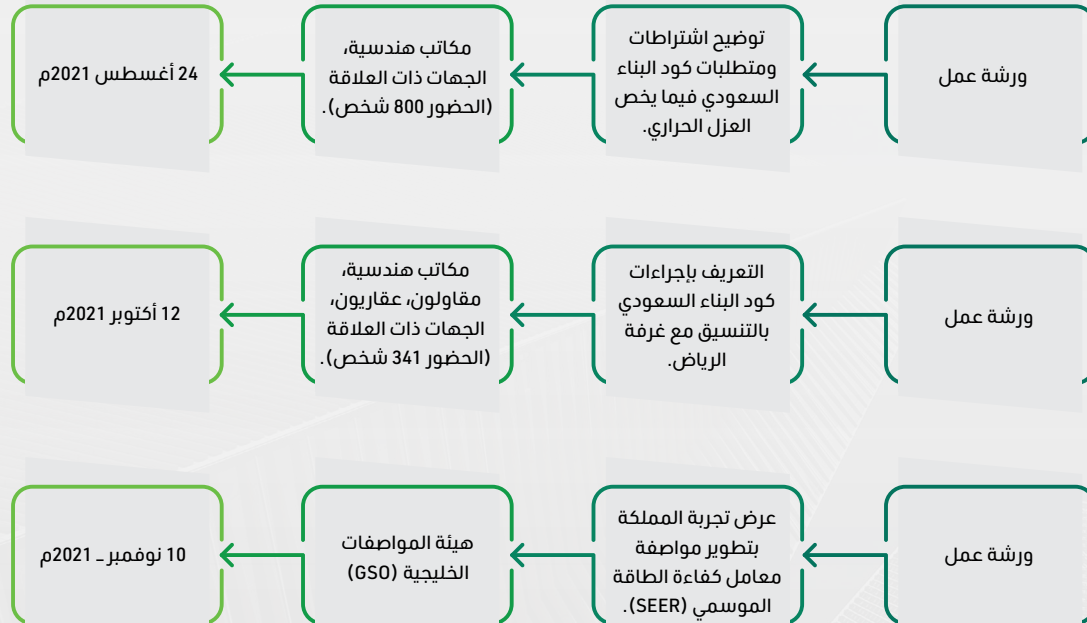 ورشة عمل
توضيح اشتراطات
ومتطلبات كود البناء
السعودي فيما يخص
العزل الحراري.
مكاتب هندسية،
الجهات ذات العلاقة
(الحضور 800 شخص).
24 أغسطس 2021م
ورشة عمل
التعريف بإجراءات
كود البناء السعودي
بالتنسيق مع غرفة
الرياض.
مكاتب هندسية،
مقاولون، عقاريون،
الجهات ذات العلاقة
(الحضور 341 شخص).
12 أكتوبر 2021م
ورشة عمل
عرض تجربة المملكة
بتطوير مواصفة
معامل كفاءة الطاقة
الموسمي (SEER).
هيئة المواصفات
الخليجية (GSO)
10 نوفمبر _ 2021م